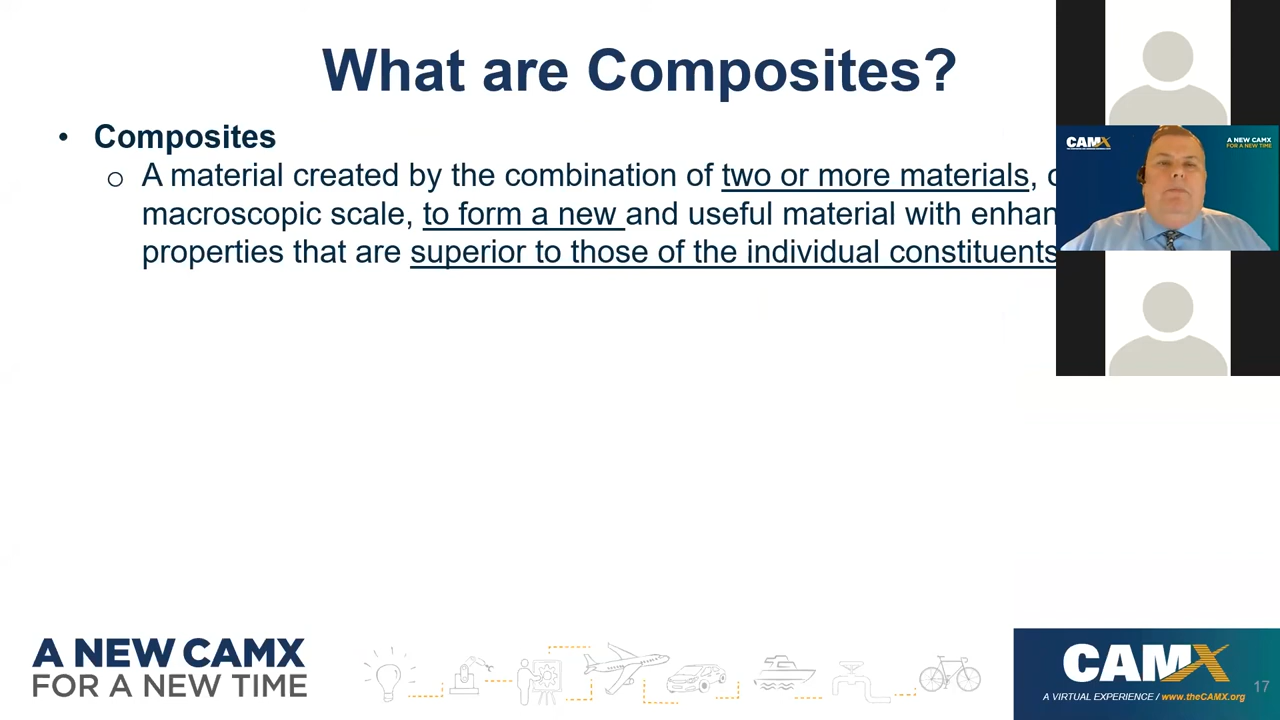 What are Composites?
• Composites
o A material created by the combination of two or more materials,
macroscopic scale, to form a new and useful material with enhan
properties that are superior to those of the individual constituents
CAMX
A NEW CAMX
FOR A NEW TIME
A NEW CAMX
FOR A NEW TIME
CAMX
A VIRTUAL EXPERIENCE / www.theCAMX.org
17